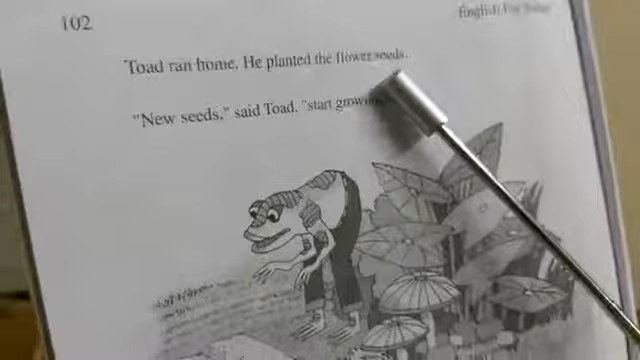 102
English For Today
Toad ran home. He planted the flower seeds.
"New seeds," said Toad, "start growing